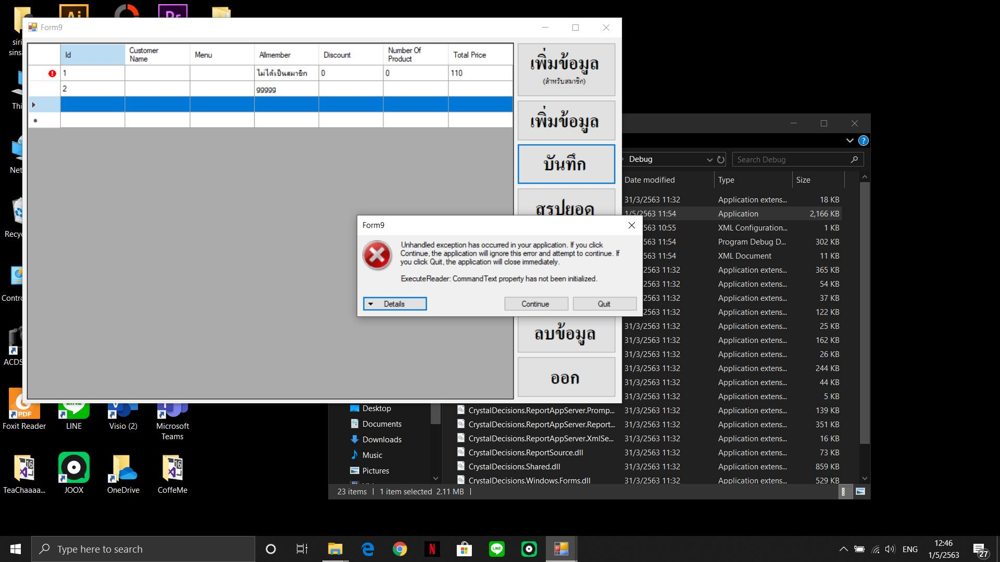 Form9
Id
Customer
Name
Menu
Allmember
Discount
Number Of
Product
Total Price
1
ไม่ได้เป็นสมาชิก
0
0
110
2
ggggg
เพิ่มข้อมูล
(สำหรับสมาชิก)
เพิ่มข้อมูล
บันทึก
สรุปยอด
ลบข้อมูล
ออก
Form9
Unhandled exception has occurred in your application. If you click
Continue, the application will ignore this error and attempt to continue. If
you click Quit, the application will close immediately.
ExecuteReader: CommandText property has not been initialized.
Details
Continue
Quit
Debug
Search Debug
Date modified Type Size
31/3/2563 11:32 Application extens... 18 KB
1/5/2563 11:54 Application 2,166 KB
563 10:55 XML Configuration... 1 KB
2563 11:54 Program Debug D... 302 KB
2563 11:54 XML Document 11 KB
2563 11:32 Application extens... 365 KB
2563 11:32 Application extens... 54 KB
2563 11:32 Application extens... 37 KB
2563 11:32 Application extens... 122 KB
31/3/2563 11:32 Application extens... 25 KB
31/3/2563 11:32 Application extens... 162 KB
31/3/2563 11:32 Application extens... 26 KB
31/3/2563 11:32 Application extens... 244 KB
31/3/2563 11:32 Application extens... 44 KB
31/3/2563 11:32 Application extens... 5 KB
CrystalDecisions.ReportAppServer.Promp... 31/3/2563 11:32 Application extens... 139 KB
CrystalDecisions.ReportAppServer.Report... 31/3/2563 11:32 Application extens... 351 KB
CrystalDecisions.ReportAppServer.XmlSe... 31/3/2563 11:32 Application extens... 16 KB
CrystalDecisions.ReportSource.dll 31/3/2563 11:32 Application extens... 73 KB
CrystalDecisions.Shared.dll 31/3/2563 11:32 Application extens... 859 KB
CrystalDecisions.Windows.Forms.dll 31/3/2563 11:32 Application extens... 529 KB
Desktop
Documents
Downloads
Music
Pictures
23 items
1 item selected 2.11 MB
siri
sinsa
Thi
Net
Recyc
Contro
ACDS
PDF
Foxit Reader
LINE
Visio (2)
Microsoft
Teams
TeaChaaaa...
JOOX
OneDrive
CoffeMe
Type here to search
N
LINE
ENG
12:46
1/5/2563
27